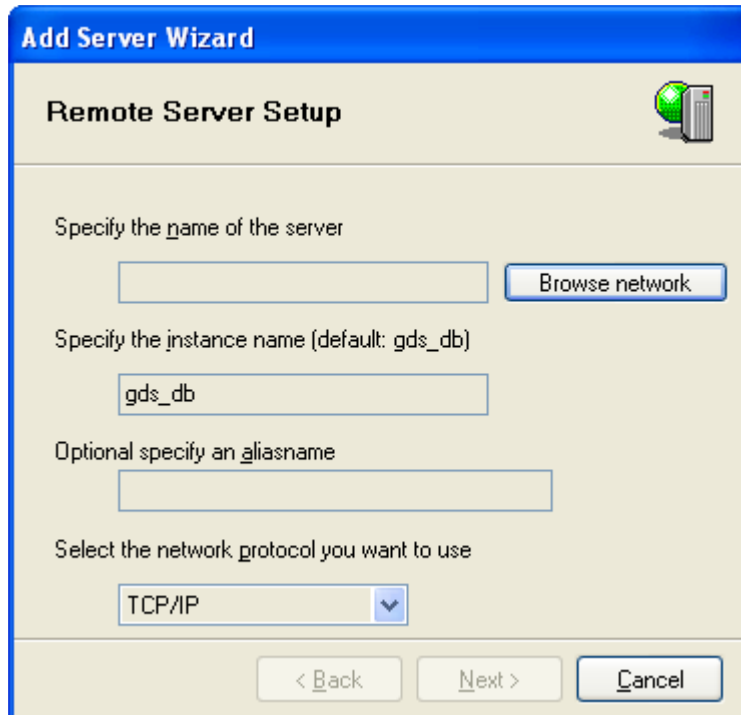 Add Server Wizard
Remote Server Setup
Specify the name of the server
Browse network
Specify the instance name (default: gds_db)
gds_db
Optional specify an aliasname
Select the network protocol you want to use
TCP/IP
< Back Next > Cancel